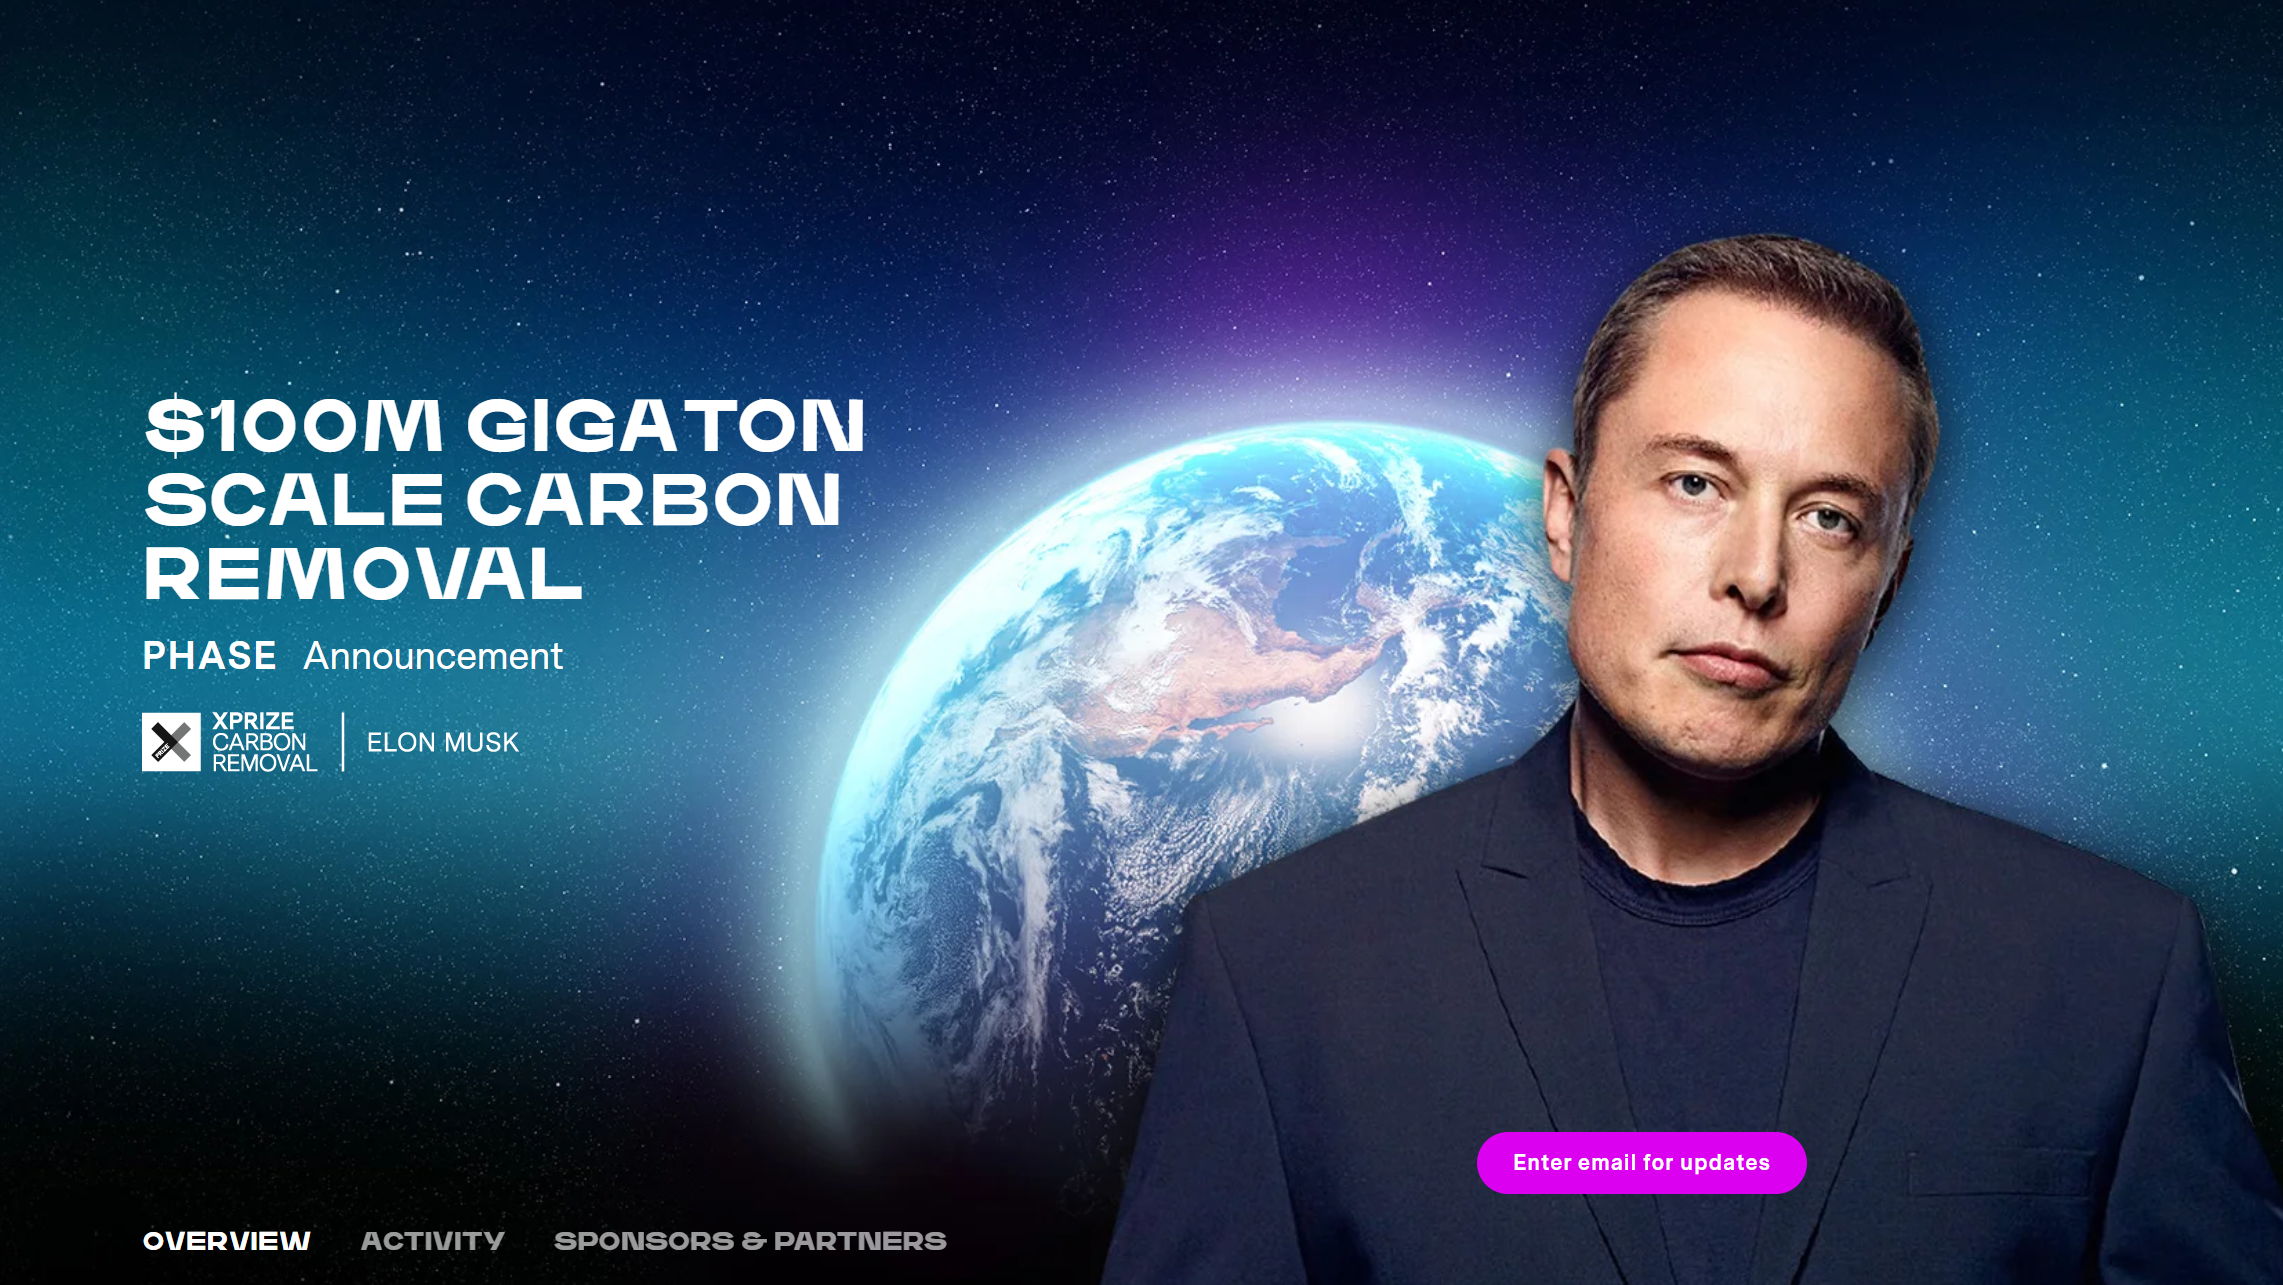 $100M GIGATON
SCALE CARBON
REMOVAL
PHASE Announcement
PRIZE
XPRIZE
CARBON
REMOVAL
ELON MUSK
Enter email for updates
OVERVIEW ACTIVITY SPONSORS & PARTNERS